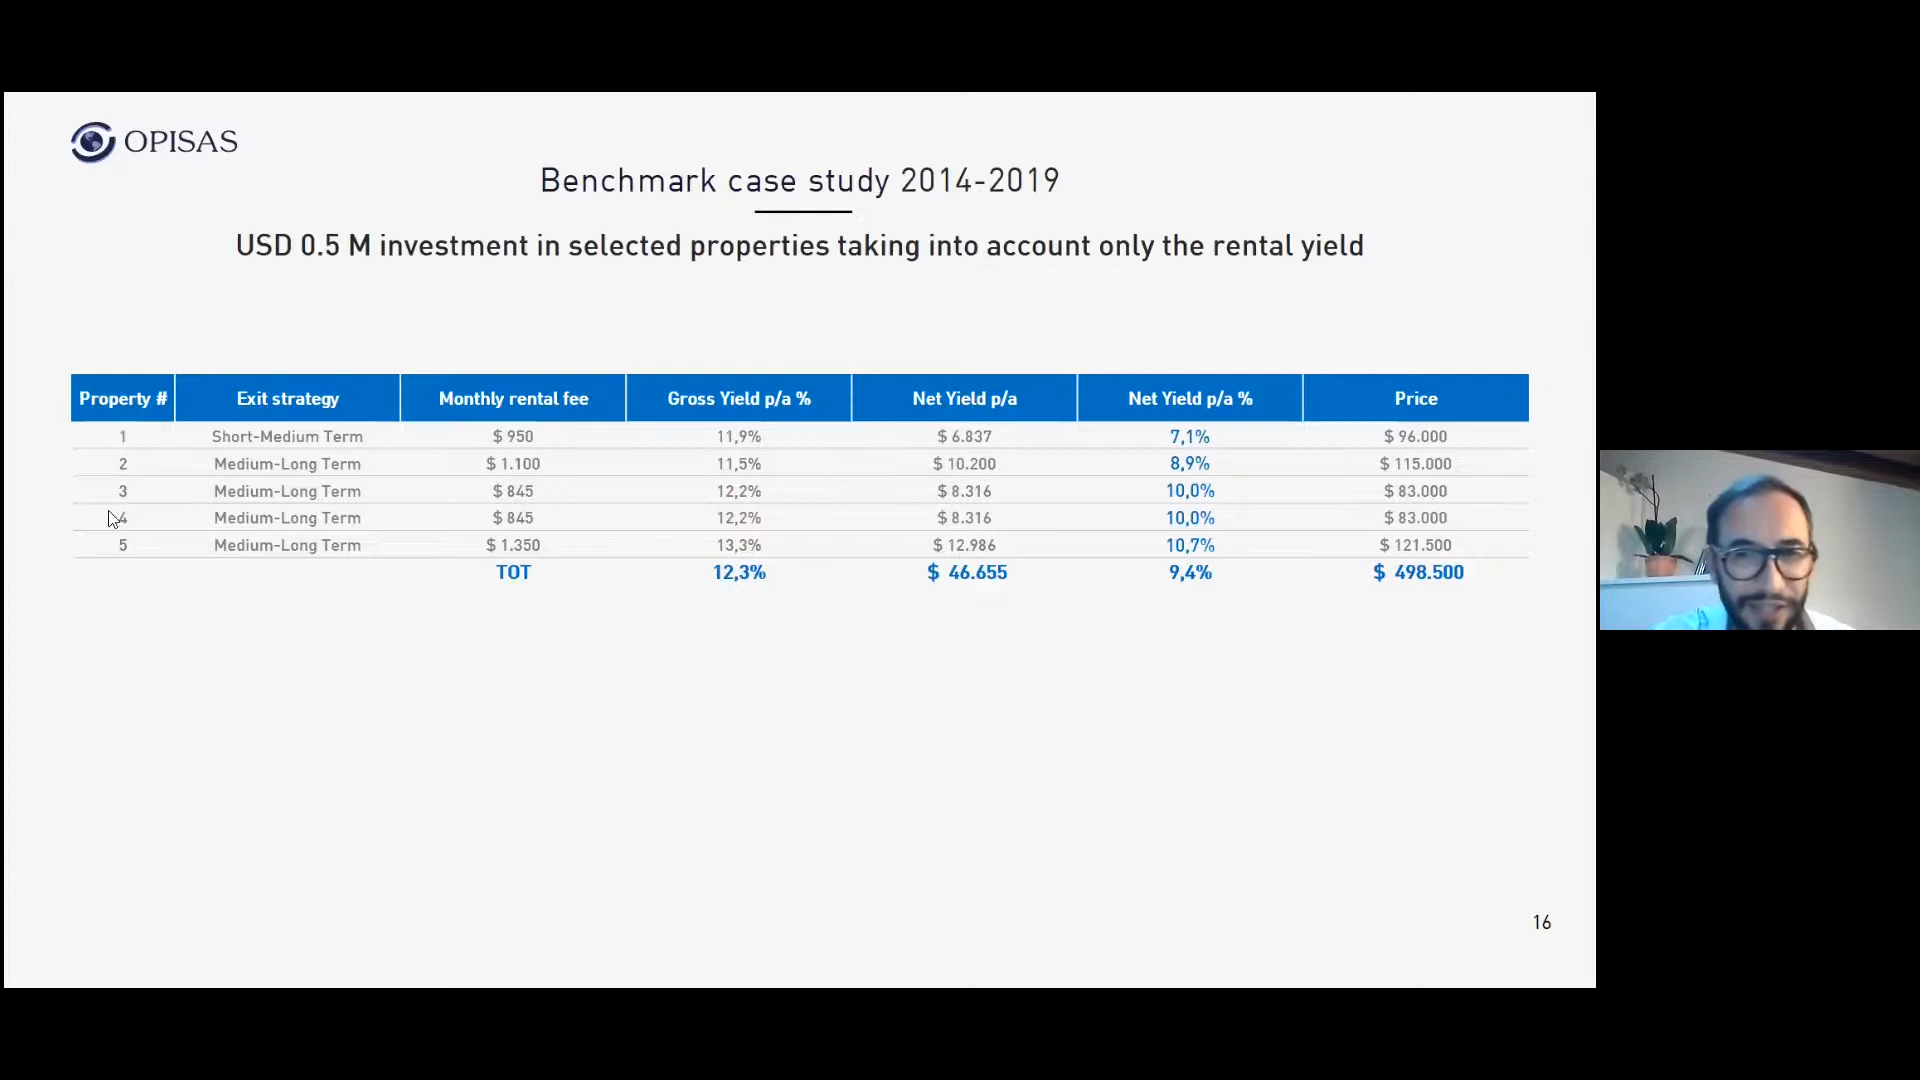 OPISAS
Benchmark case study 2014-2019
USD 0.5 M investment in selected properties taking into account only the rental yield
Property # Exit strategy Monthly rental fee Gross Yield p/a % Net Yield p/a Net Yield p/a % Price
1 Short-Medium Term $ 950 11,9% $ 6.837 7,1% $ 96.000
2 Medium-Long Term $ 1.100 11,5% $ 10.200 8,9% $ 115.000
3 Medium-Long Term $ 845 12,2% $ 8.316 10,0% $ 83.000
4 Medium-Long Term $ 845 12,2% $ 8.316 10,0% $ 83.000
5 Medium-Long Term $ 1.350 13,3% $ 12.986 10,7% $ 121.500
TOT 12,3% $ 46.655 9,4% $ 498.500
16